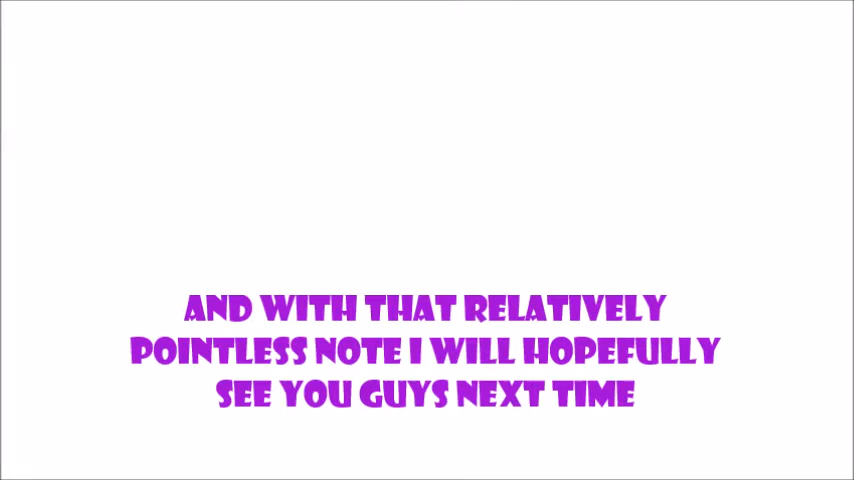 AND WITH THAT RELATIVELY
POINTLESS NOTE I WILL HOPEFULLY
SEE YOU GUYS NEXT TIME